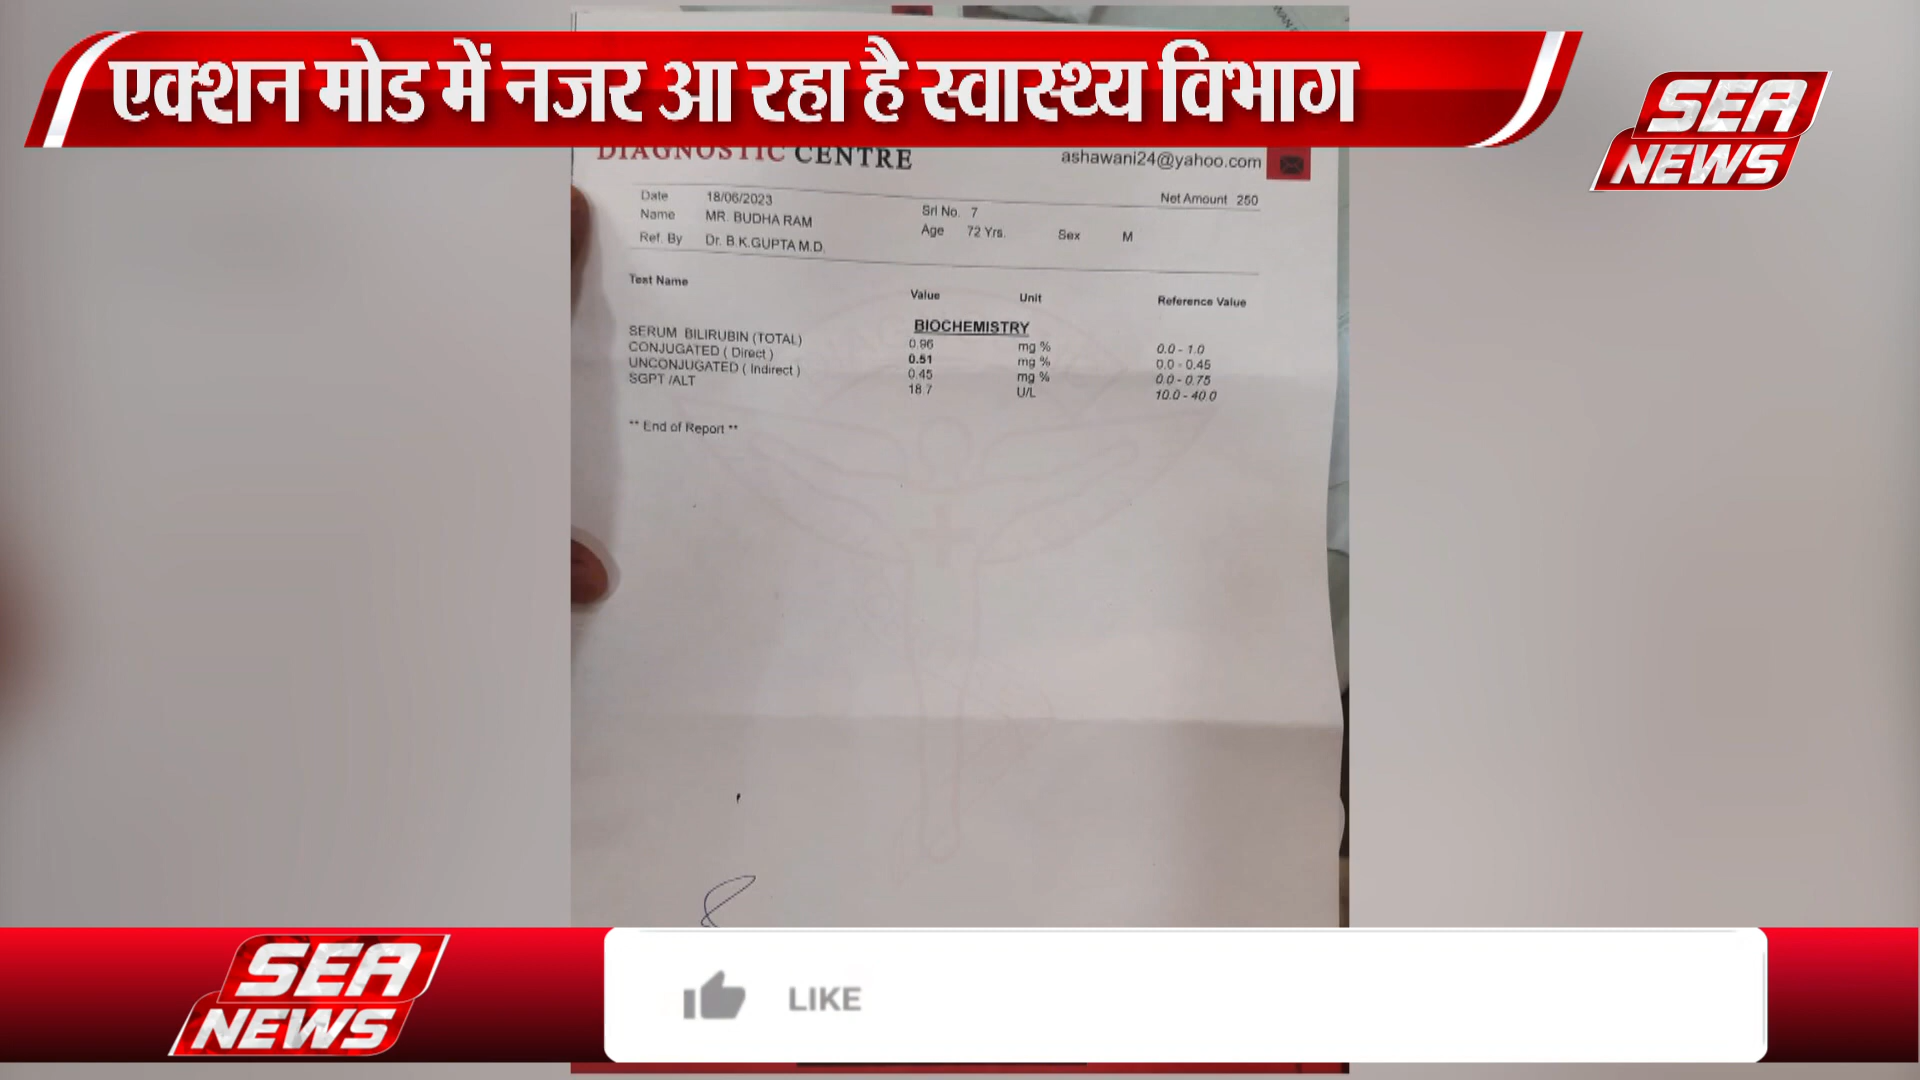 एक्शन मोड में नजर आ रहा है स्वास्थ्य विभाग
SEA
NEWS
DIAGNOSTIC CENTRE
ashawani24@yahoo.com
Date 18/06/2023 Net Amount 250
Name MR. BUDHA RAM Srl No. 7
Ref. By Dr. B.K.GUPTA M.D. Age 72 Yrs. Sex M
Test Name Value Unit Reference Value
BIOCHEMISTRY
SERUM BILIRUBIN (TOTAL) 0.96 mg % 0.0 - 1.0
CONJUGATED ( Direct ) 0.51 mg % 0.0 - 0.45
UNCONJUGATED ( Indirect ) 0.45 mg % 0.0 - 0.75
SGPT /ALT 18.7 U/L 10.0 - 40.0
** End of Report **
SEA
NEWS
LIKE